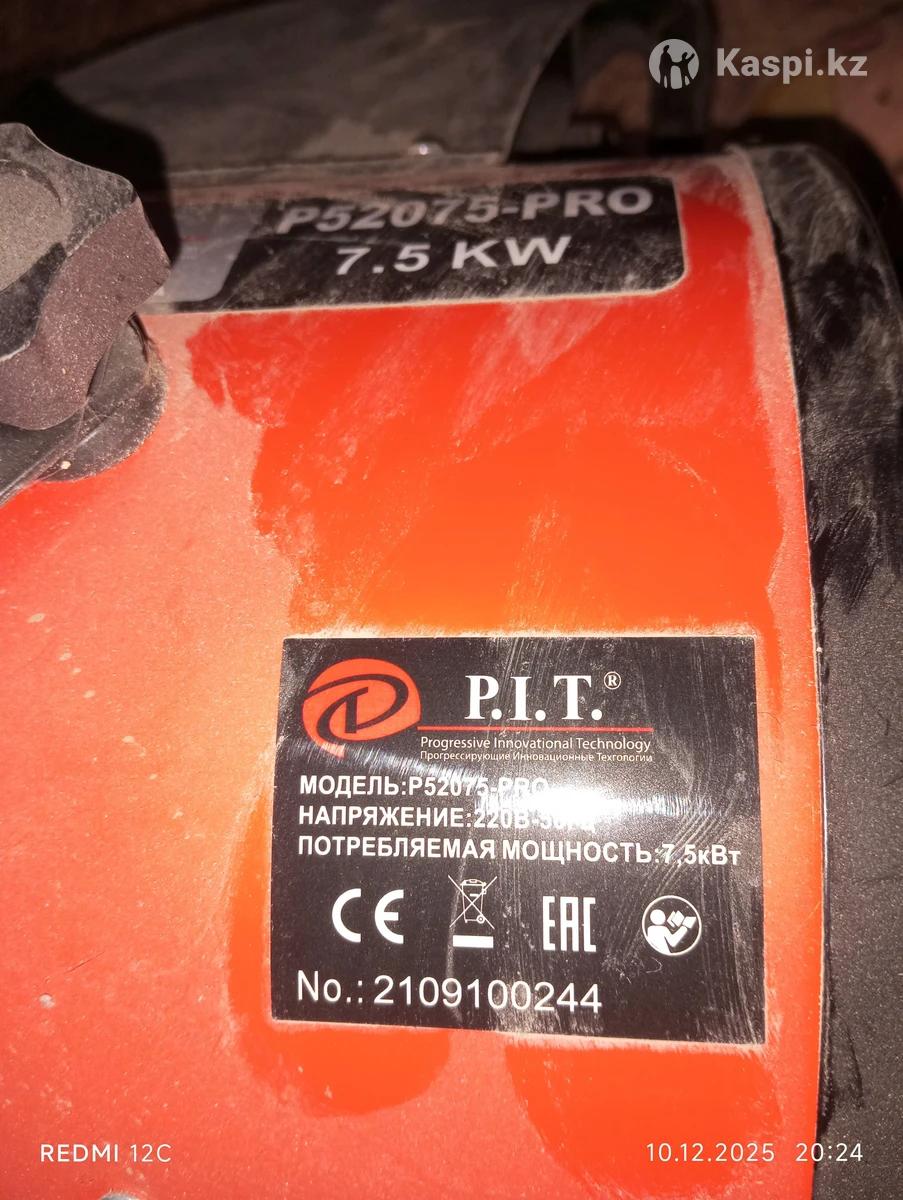 Kaspi.kz
P52075-PRO
7.5 KW
P.I.T.®
Progressive Innovational Technology
Прогрессирующие Инновационные Техгологии
МОДЕЛЬ:P52075-PRO
НАПРЯЖЕНИЕ:220В-50Гц
ПОТРЕБЛЯЕМАЯ МОЩНОСТЬ:7,5кВт
CE
EAC
No.: 2109100244
REDMI 12C
10.12.2025 20:24